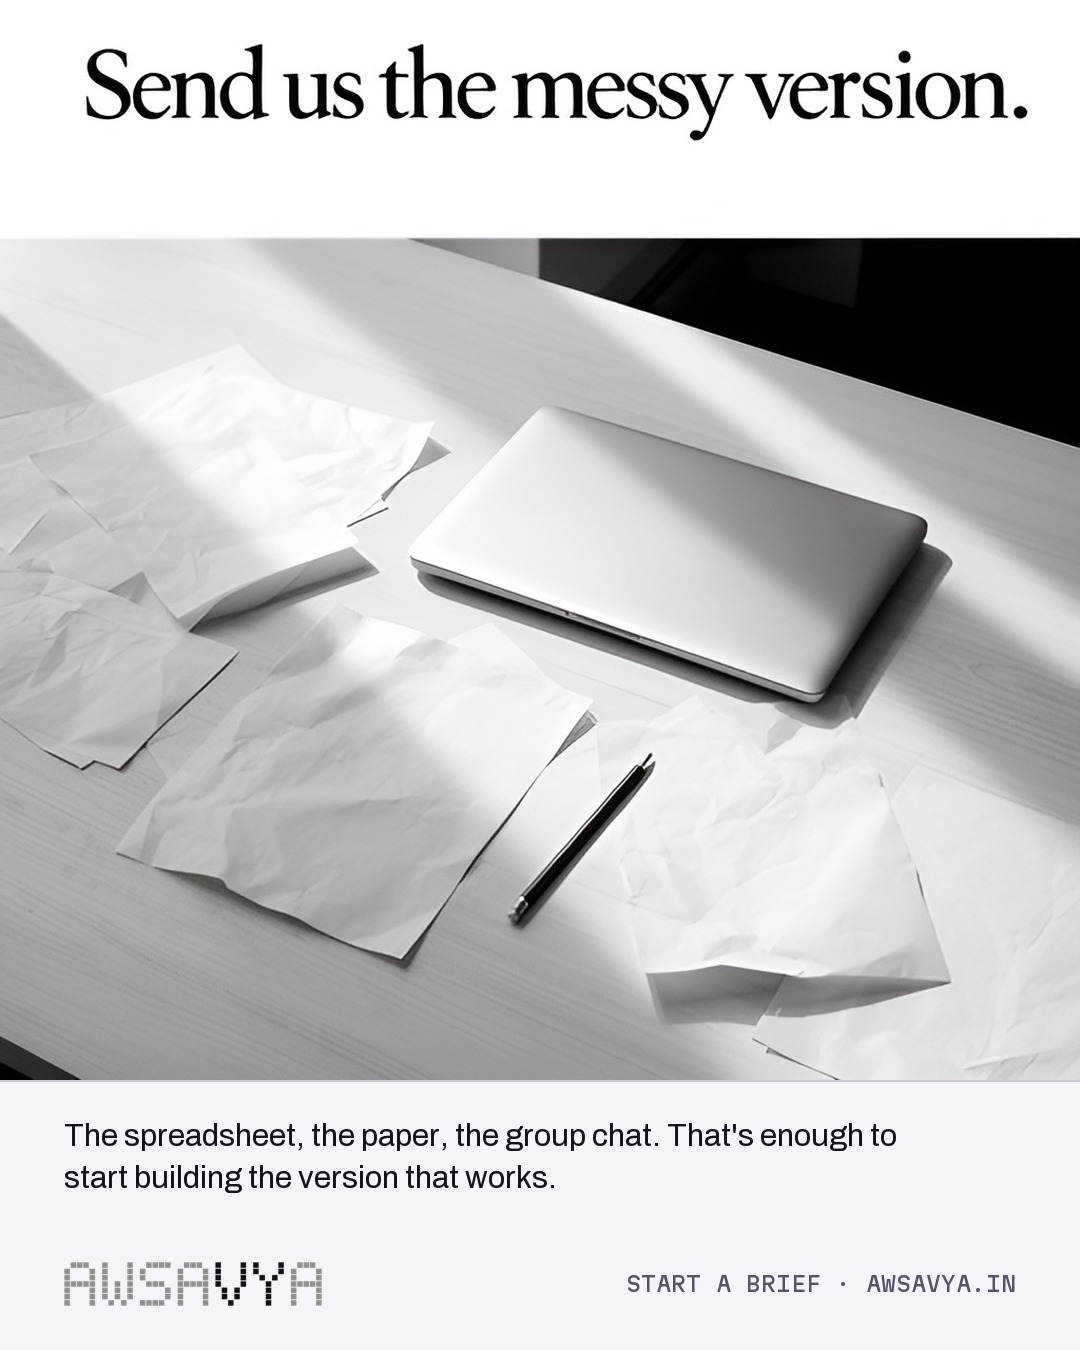 Send us the messy version.
The spreadsheet, the paper, the group chat. That's enough to
start building the version that works.
AWSAVYA
START A BRIEF · AWSAVYA.IN